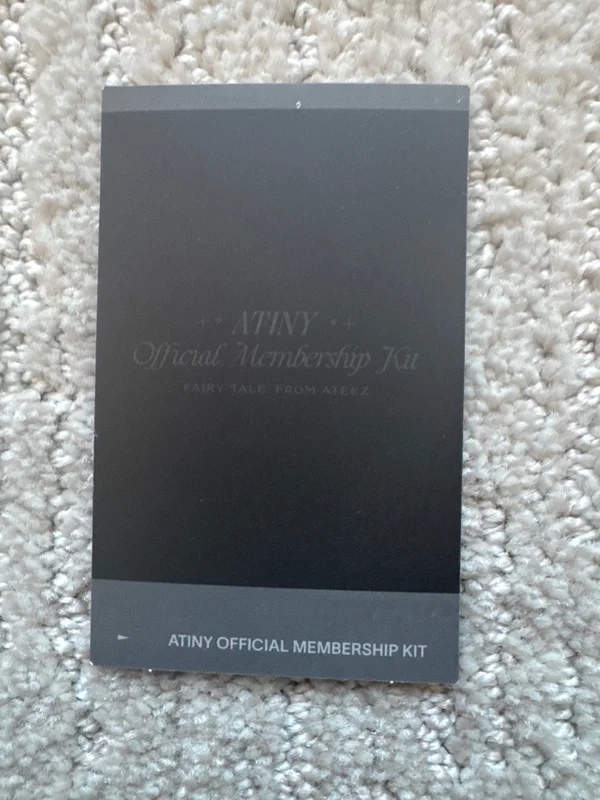 ATINY
Official Membership Kit
FAIRY TALE. FROM ATEEZ
ATINY OFFICIAL MEMBERSHIP KIT